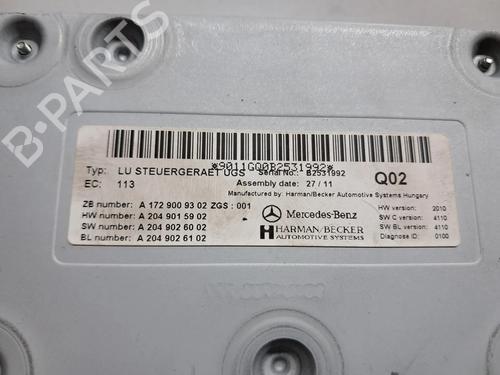 *9011GQ0B2531992*
Typ: LU STEUERGERAET UGS Serial No.: B2531992
EC: 113 Assembly date: 27 / 11 Q02
Manufactured by: Harman/Becker Automotive Systems Hungary
ZB number: A 172 900 93 02 ZGS : 001
HW number: A 204 901 59 02
SW number: A 204 902 60 02
BL number: A 204 902 61 02
Mercedes-Benz
HARMAN/BECKER
AUTOMOTIVE SYSTEMS
HW version: 2010
SW C version: 4110
SW BL version: 4110
Diagnose ID: 0100
B PARTS